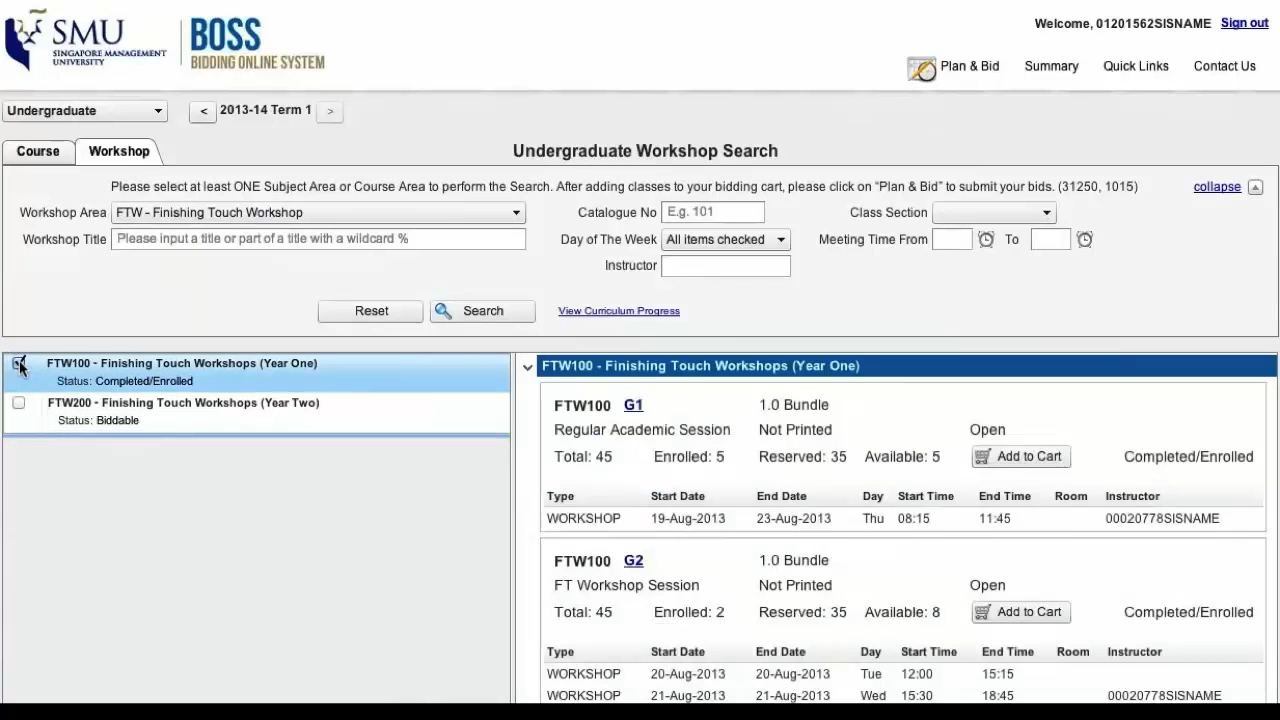 SMU
SINGAPORE MANAGEMENT
UNIVERSITY
BOSS
BIDDING ONLINE SYSTEM
Welcome, 01201562SISNAME Sign out
Plan & Bid Summary Quick Links Contact Us
Undergraduate < 2013-14 Term 1 >
Course Workshop Undergraduate Workshop Search
Please select at least ONE Subject Area or Course Area to perform the Search. After adding classes to your bidding cart, please click on "Plan & Bid" to submit your bids. (31250, 1015) collapse
Workshop Area FTW - Finishing Touch Workshop Catalogue No E.g. 101 Class Section
Workshop Title Please input a title or part of a title with a wildcard % Day of The Week All items checked Meeting Time From To
Instructor
Reset Search View Curriculum Progress
FTW100 - Finishing Touch Workshops (Year One)
Status: Completed/Enrolled
FTW200 - Finishing Touch Workshops (Year Two)
Status: Biddable
FTW100 - Finishing Touch Workshops (Year One)
FTW100 G1 1.0 Bundle
Regular Academic Session Not Printed Open
Total: 45 Enrolled: 5 Reserved: 35 Available: 5 Add to Cart Completed/Enrolled
Type Start Date End Date Day Start Time End Time Room Instructor
WORKSHOP 19-Aug-2013 23-Aug-2013 Thu 08:15 11:45 00020778SISNAME
FTW100 G2 1.0 Bundle
FT Workshop Session Not Printed Open
Total: 45 Enrolled: 2 Reserved: 35 Available: 8 Add to Cart Completed/Enrolled
Type Start Date End Date Day Start Time End Time Room Instructor
WORKSHOP 20-Aug-2013 20-Aug-2013 Tue 12:00 15:15
WORKSHOP 21-Aug-2013 21-Aug-2013 Wed 15:30 18:45 00020778SISNAME